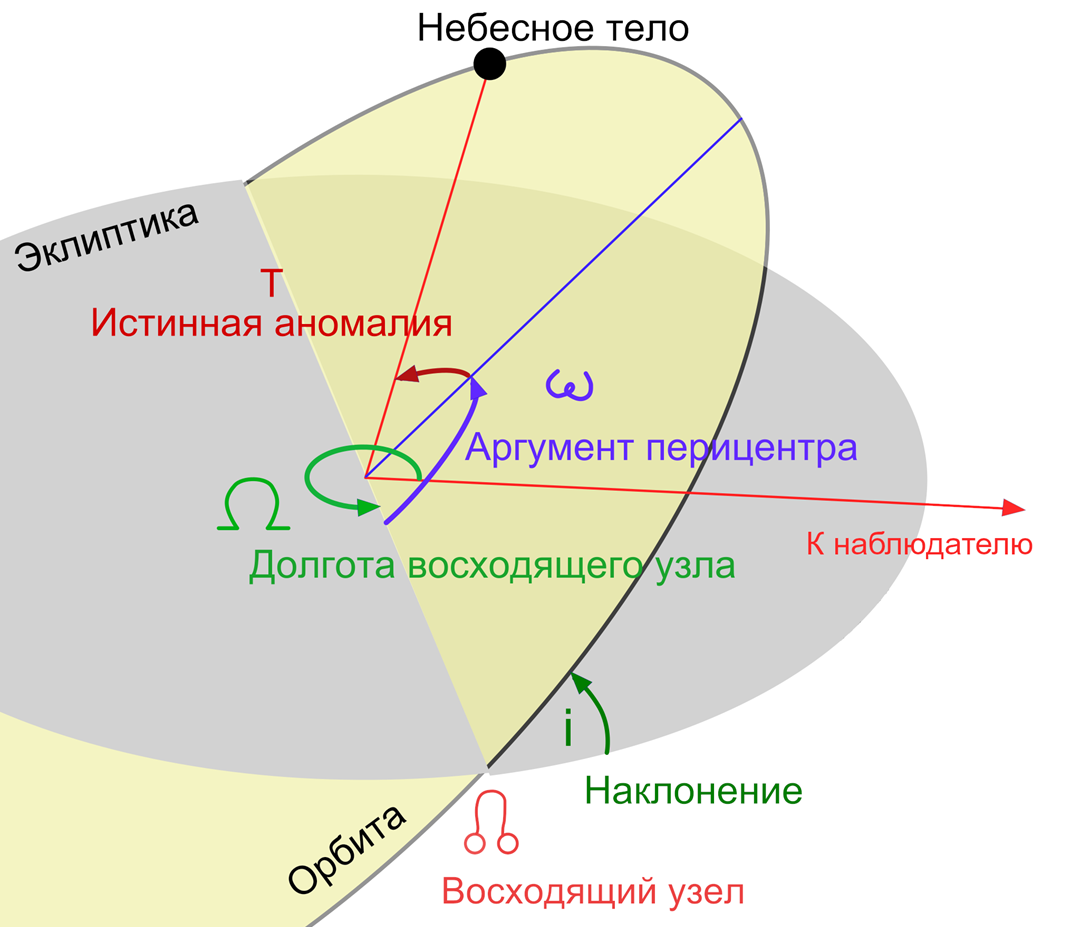 Небесное тело
Эклиптика
T
Истинная аномалия
ω
Аргумент перицентра
Ω
К наблюдателю
Долгота восходящего узла
i
Наклонение
☊
Орбита
Восходящий узел